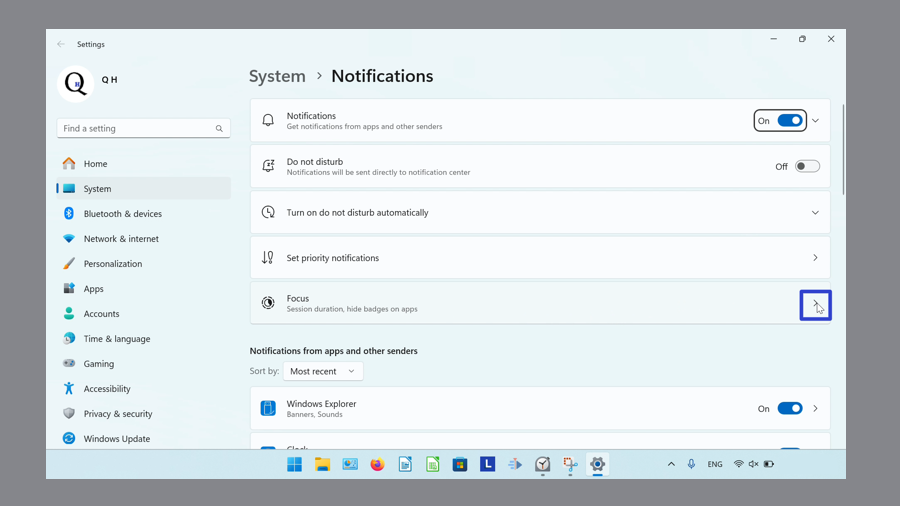 Settings
Q H
Find a setting
Home
System
Bluetooth & devices
Network & internet
Personalization
Apps
Accounts
Time & language
Gaming
Accessibility
Privacy & security
Windows Update
System > Notifications
Notifications
Get notifications from apps and other senders
On
Do not disturb
Notifications will be sent directly to notification center
Off
Turn on do not disturb automatically
Set priority notifications
Focus
Session duration, hide badges on apps
Notifications from apps and other senders
Sort by: Most recent
Windows Explorer
Banners, Sounds
On
Clock
L
ENG